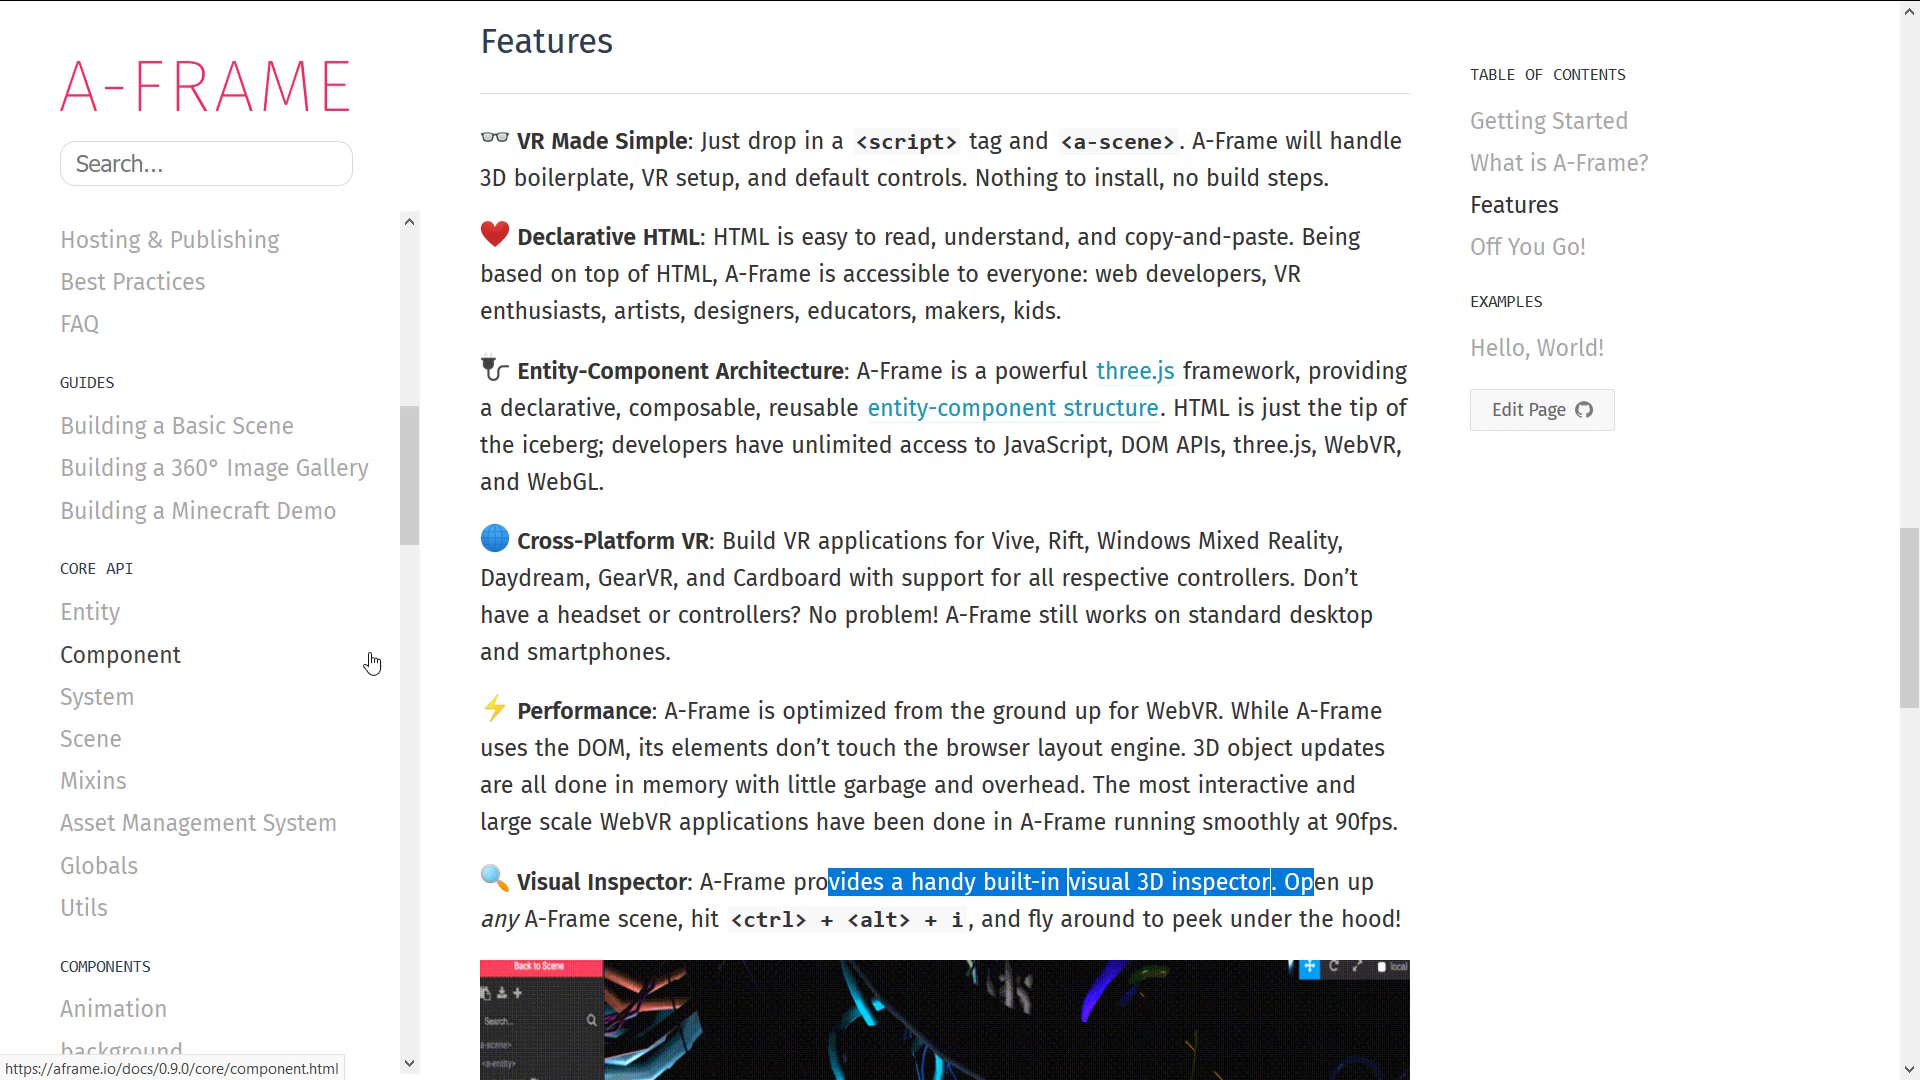 A-FRAME
Search...
Hosting & Publishing
Best Practices
FAQ
GUIDES
Building a Basic Scene
Building a 360° Image Gallery
Building a Minecraft Demo
CORE API
Entity
Component
System
Scene
Mixins
Asset Management System
Globals
Utils
COMPONENTS
Animation
background
https://aframe.io/docs/0.9.0/core/component.html
Features
VR Made Simple: Just drop in a <script> tag and <a-scene>. A-Frame will handle
3D boilerplate, VR setup, and default controls. Nothing to install, no build steps.
Declarative HTML: HTML is easy to read, understand, and copy-and-paste. Being
based on top of HTML, A-Frame is accessible to everyone: web developers, VR
enthusiasts, artists, designers, educators, makers, kids.
Entity-Component Architecture: A-Frame is a powerful three.js framework, providing
a declarative, composable, reusable entity-component structure. HTML is just the tip of
the iceberg; developers have unlimited access to JavaScript, DOM APIs, three.js, WebVR,
and WebGL.
Cross-Platform VR: Build VR applications for Vive, Rift, Windows Mixed Reality,
Daydream, GearVR, and Cardboard with support for all respective controllers. Don’t
have a headset or controllers? No problem! A-Frame still works on standard desktop
and smartphones.
Performance: A-Frame is optimized from the ground up for WebVR. While A-Frame
uses the DOM, its elements don’t touch the browser layout engine. 3D object updates
are all done in memory with little garbage and overhead. The most interactive and
large scale WebVR applications have been done in A-Frame running smoothly at 90fps.
Visual Inspector: A-Frame provides a handy built-in visual 3D inspector. Open up
any A-Frame scene, hit <ctrl> + <alt> + i, and fly around to peek under the hood!
Back to Scene
local
Search...
<a-entity>
TABLE OF CONTENTS
Getting Started
What is A-Frame?
Features
Off You Go!
EXAMPLES
Hello, World!
Edit Page